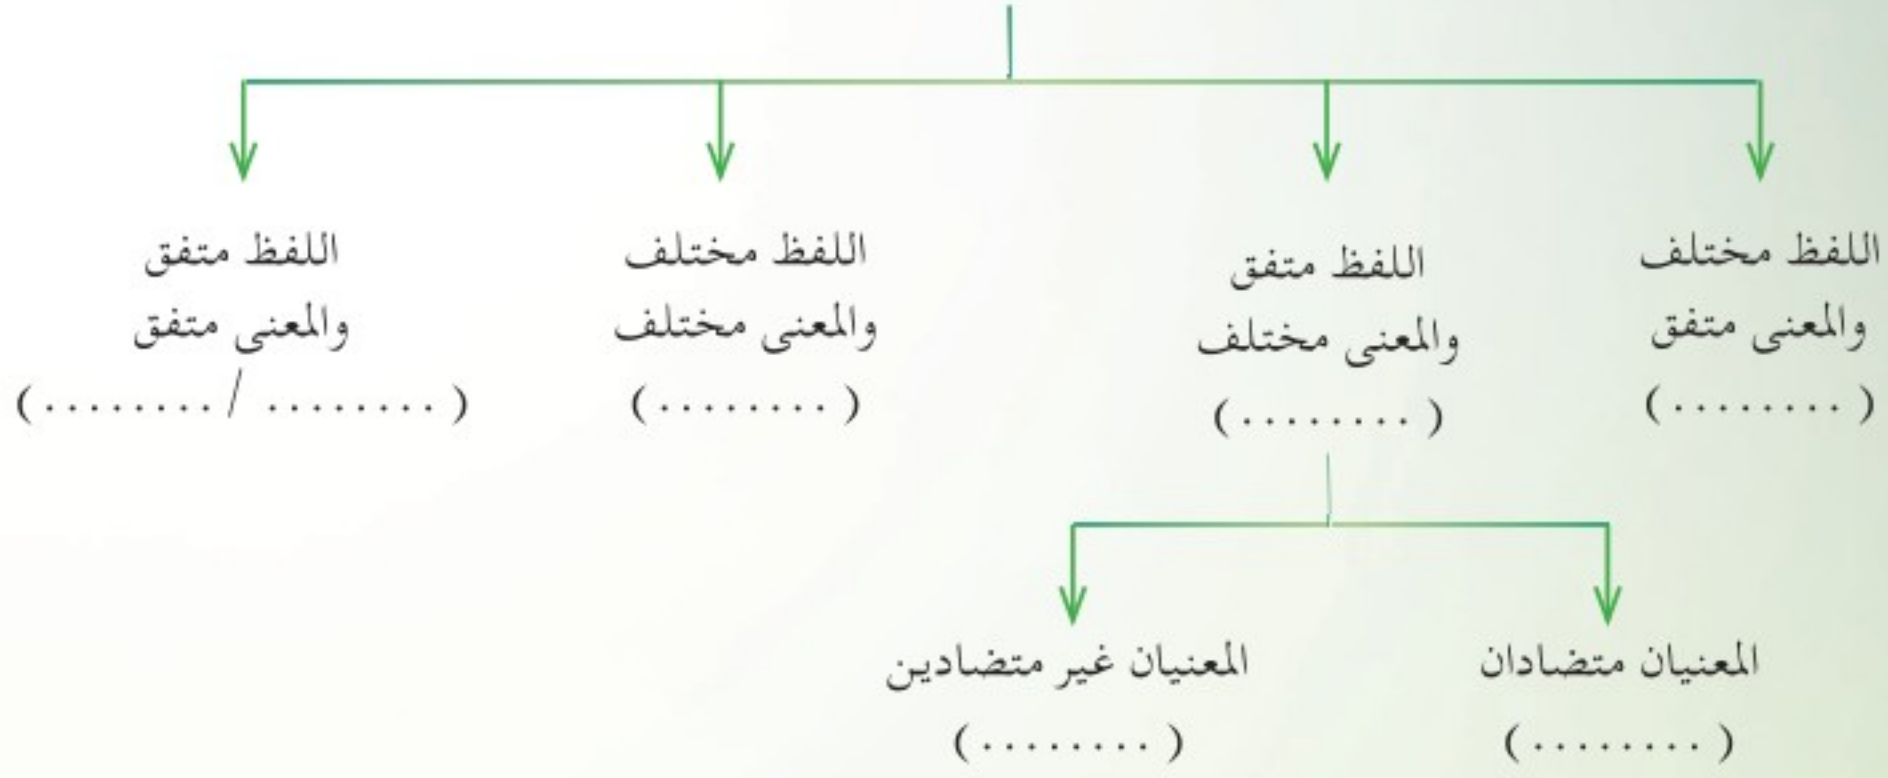 اللفظ مختلف
والمعنى متفق
( ........ )
اللفظ متفق
والمعنى مختلف
( ........ )
اللفظ مختلف
والمعنى مختلف
( ........ )
اللفظ متفق
والمعنى متفق
( ........ / ........ )
المعنيان متضادان
( ........ )
المعنيان غير متضادين
( ........ )